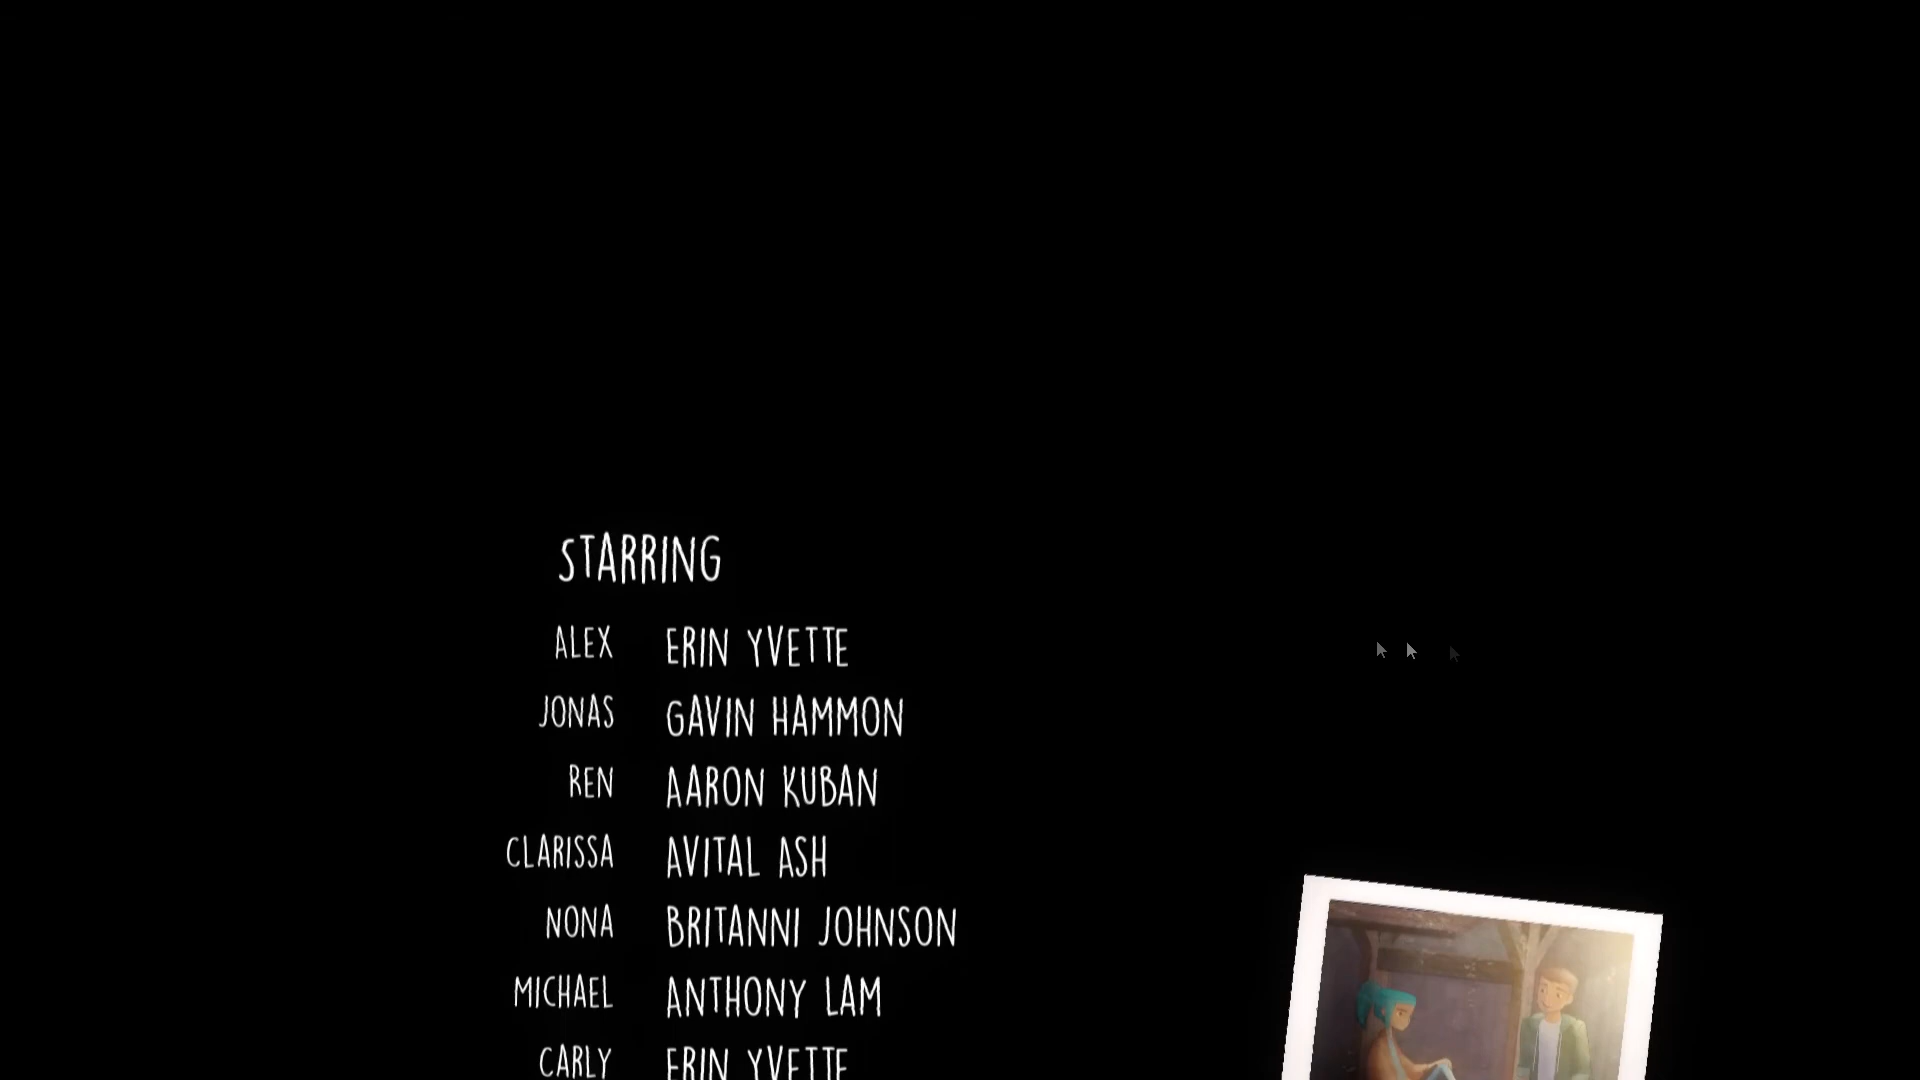 STARRING
ALEX ERIN YVETTE
JONAS GAVIN HAMMON
REN AARON KUBAN
CLARISSA AVITAL ASH
NONA BRITANNI JOHNSON
MICHAEL ANTHONY LAM
CARLY ERIN YVETTE